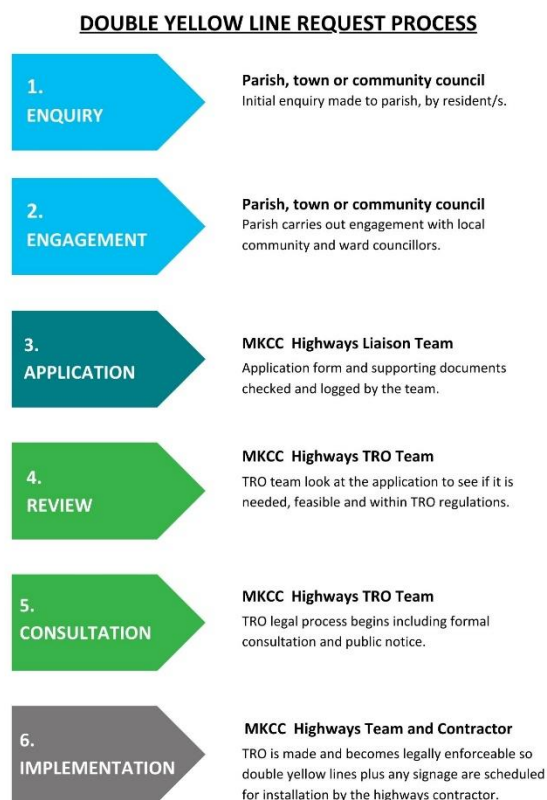 DOUBLE YELLOW LINE REQUEST PROCESS
1.
ENQUIRY
Parish, town or community council
Initial enquiry made to parish, by resident/s.
2.
ENGAGEMENT
Parish, town or community council
Parish carries out engagement with local
community and ward councillors.
3.
APPLICATION
MKCC Highways Liaison Team
Application form and supporting documents
checked and logged by the team.
4.
REVIEW
MKCC Highways TRO Team
TRO team look at the application to see if it is
needed, feasible and within TRO regulations.
5.
CONSULTATION
MKCC Highways TRO Team
TRO legal process begins including formal
consultation and public notice.
6.
IMPLEMENTATION
MKCC Highways Team and Contractor
TRO is made and becomes legally enforceable so
double yellow lines plus any signage are scheduled
for installation by the highways contractor.